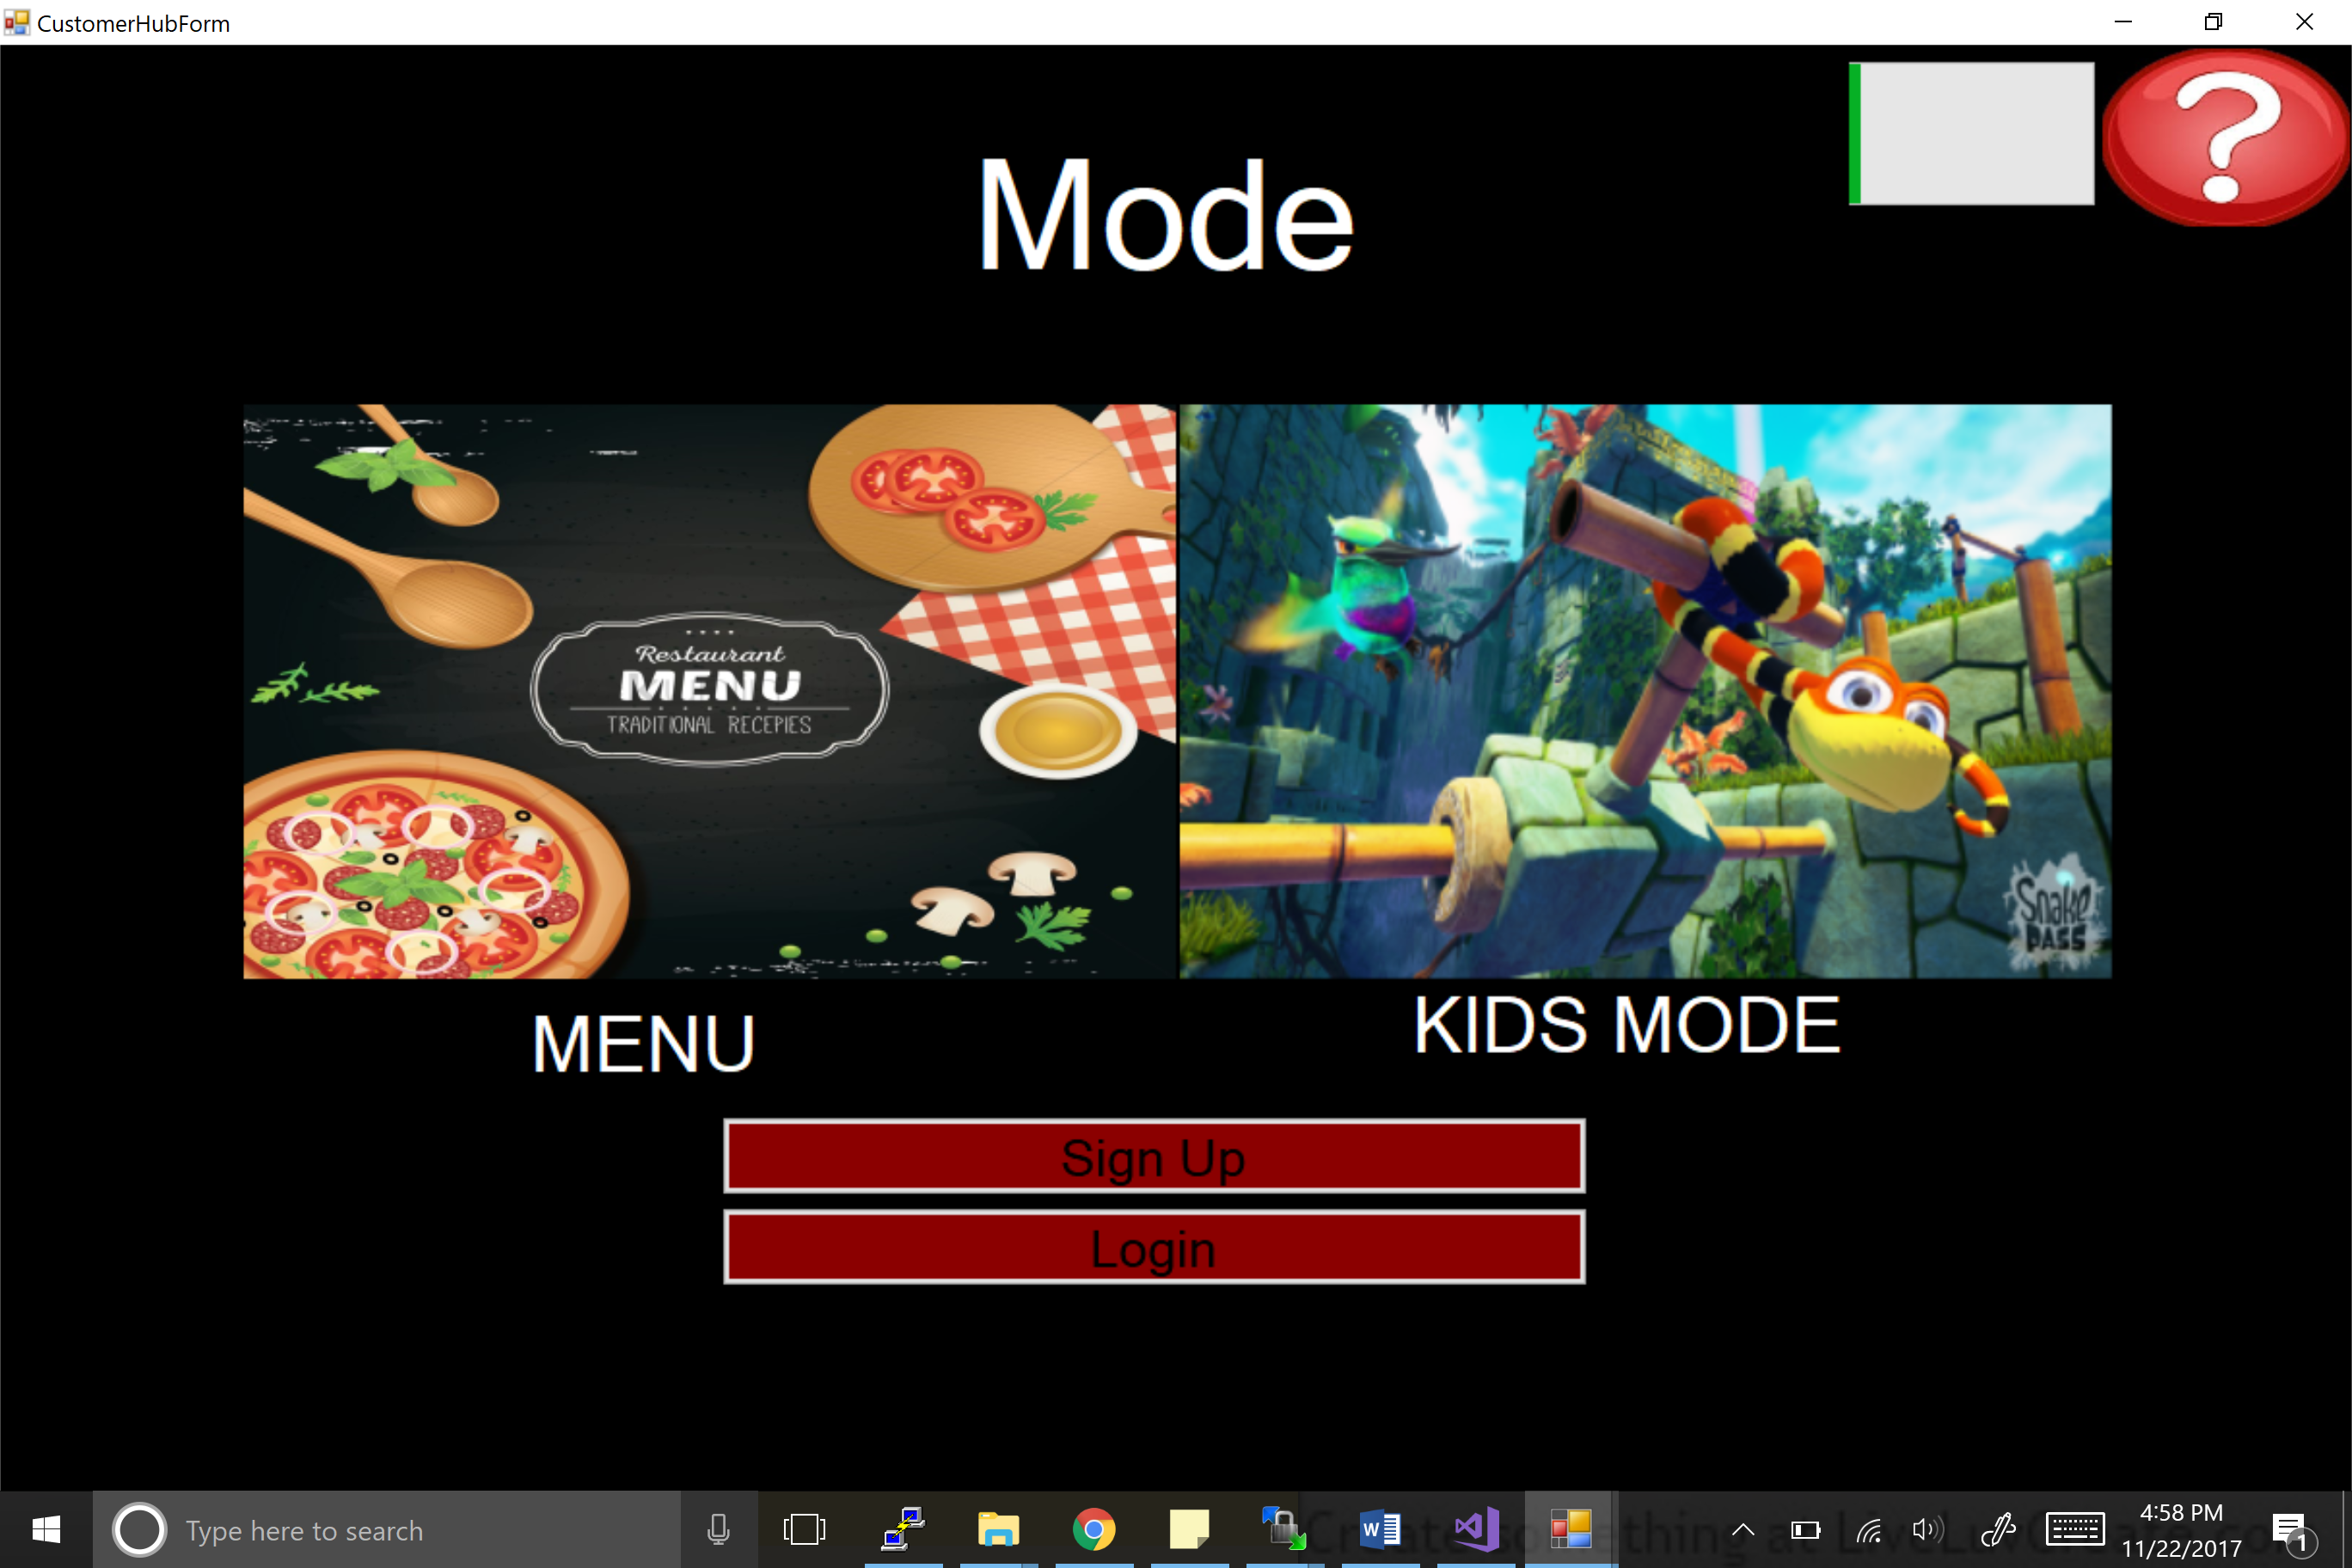 CustomerHubForm
Mode
Restaurant
MENU
TRADITIONAL RECEPIES
Snake
PASS
MENU
KIDS MODE
Sign Up
Login
Type here to search
4:58 PM
11/22/2017
1